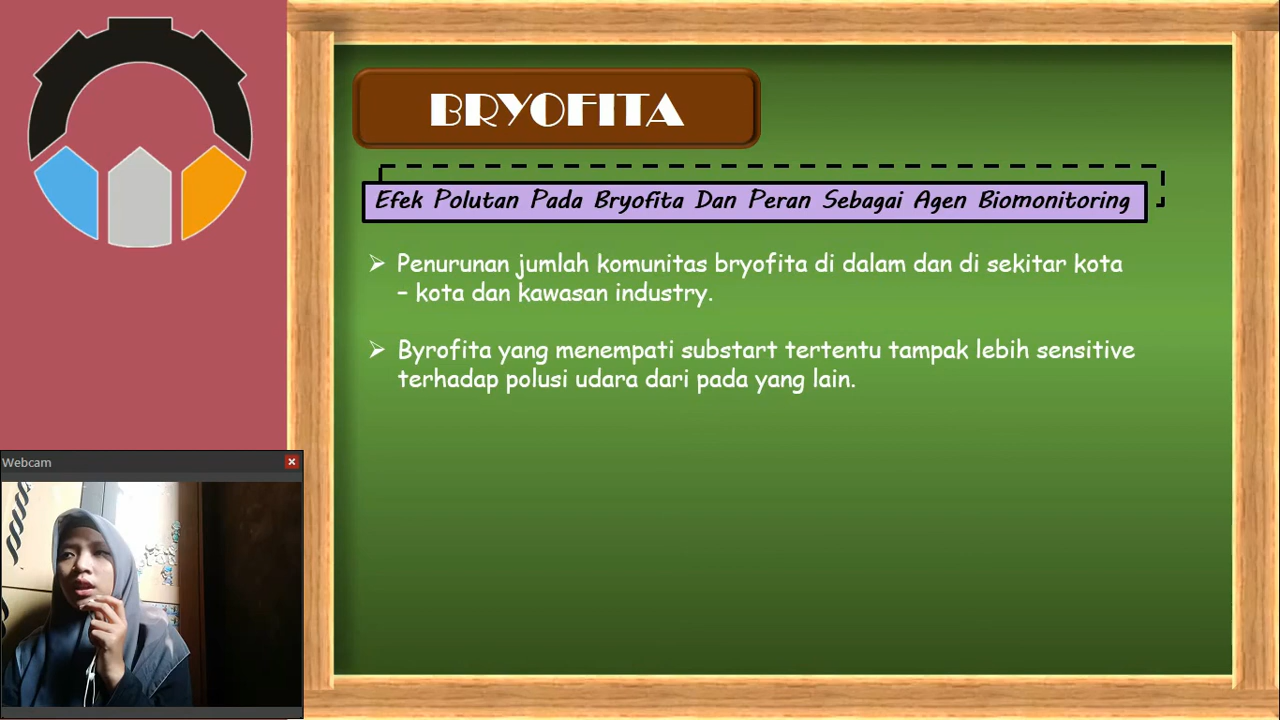 BRYOFITA
Efek Polutan Pada Bryofita Dan Peran Sebagai Agen Biomonitoring
➢ Penurunan jumlah komunitas bryofita di dalam dan di sekitar kota
– kota dan kawasan industry.
➢ Byrofita yang menempati substart tertentu tampak lebih sensitive
terhadap polusi udara dari pada yang lain.
Webcam